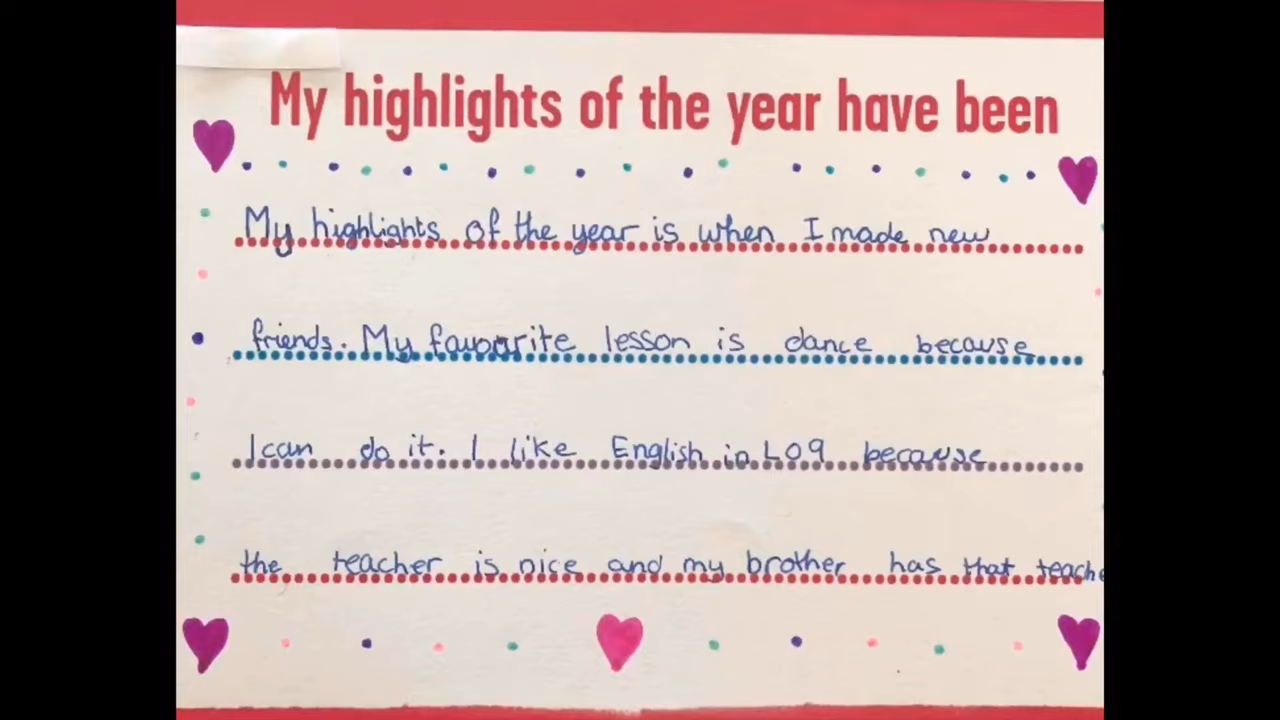 My highlights of the year have been
My highlights of the year is when I made new
friends. My favourite lesson is dance because
I can do it. I like English in L09 because
the teacher is nice and my brother has that teache